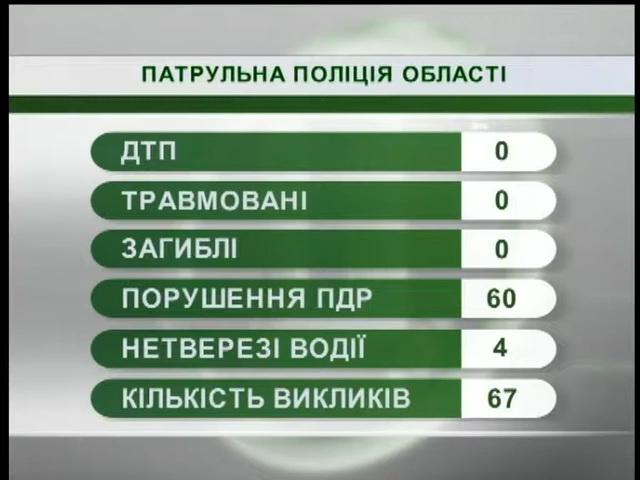 ПАТРУЛЬНА ПОЛІЦІЯ ОБЛАСТІ
ДТП 0
ТРАВМОВАНІ 0
ЗАГИБЛІ 0
ПОРУШЕННЯ ПДР 60
НЕТВЕРЕЗІ ВОДІЇ 4
КІЛЬКІСТЬ ВИКЛИКІВ 67